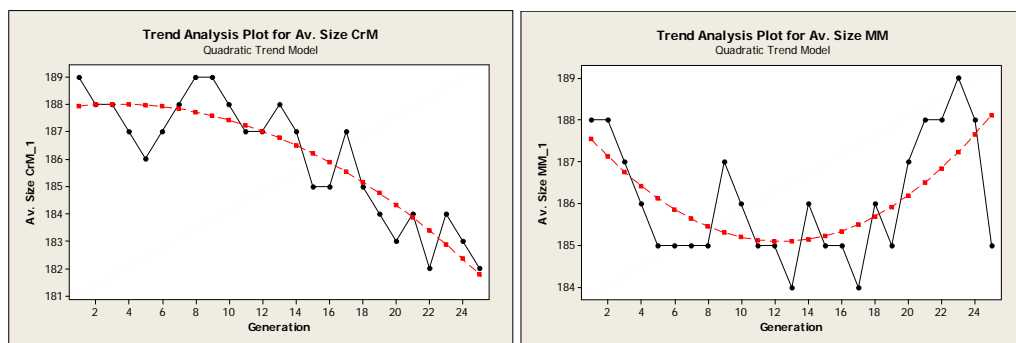 Trend Analysis Plot for Av. Size CrM
Quadratic Trend Model
189
188
187
186
185
184
183
182
181
Av. Size CrM_1
2 4 6 8 10 12 14 16 18 20 22 24
Generation
Trend Analysis Plot for Av. Size MM
Quadratic Trend Model
189
188
187
186
185
184
Av. Size MM_1
2 4 6 8 10 12 14 16 18 20 22 24
Generation